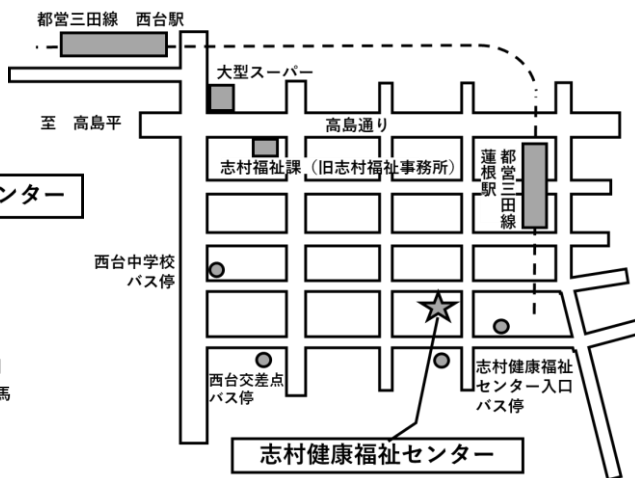 都営三田線 西台駅
大型スーパー
至 高島平
高島通り
志村福祉課（旧志村福祉事務所）
都営三田線
蓮根駅
ンター
西台中学校
バス停
西台交差点
バス停
志村健康福祉
センター入口
バス停
馬
志村健康福祉センター